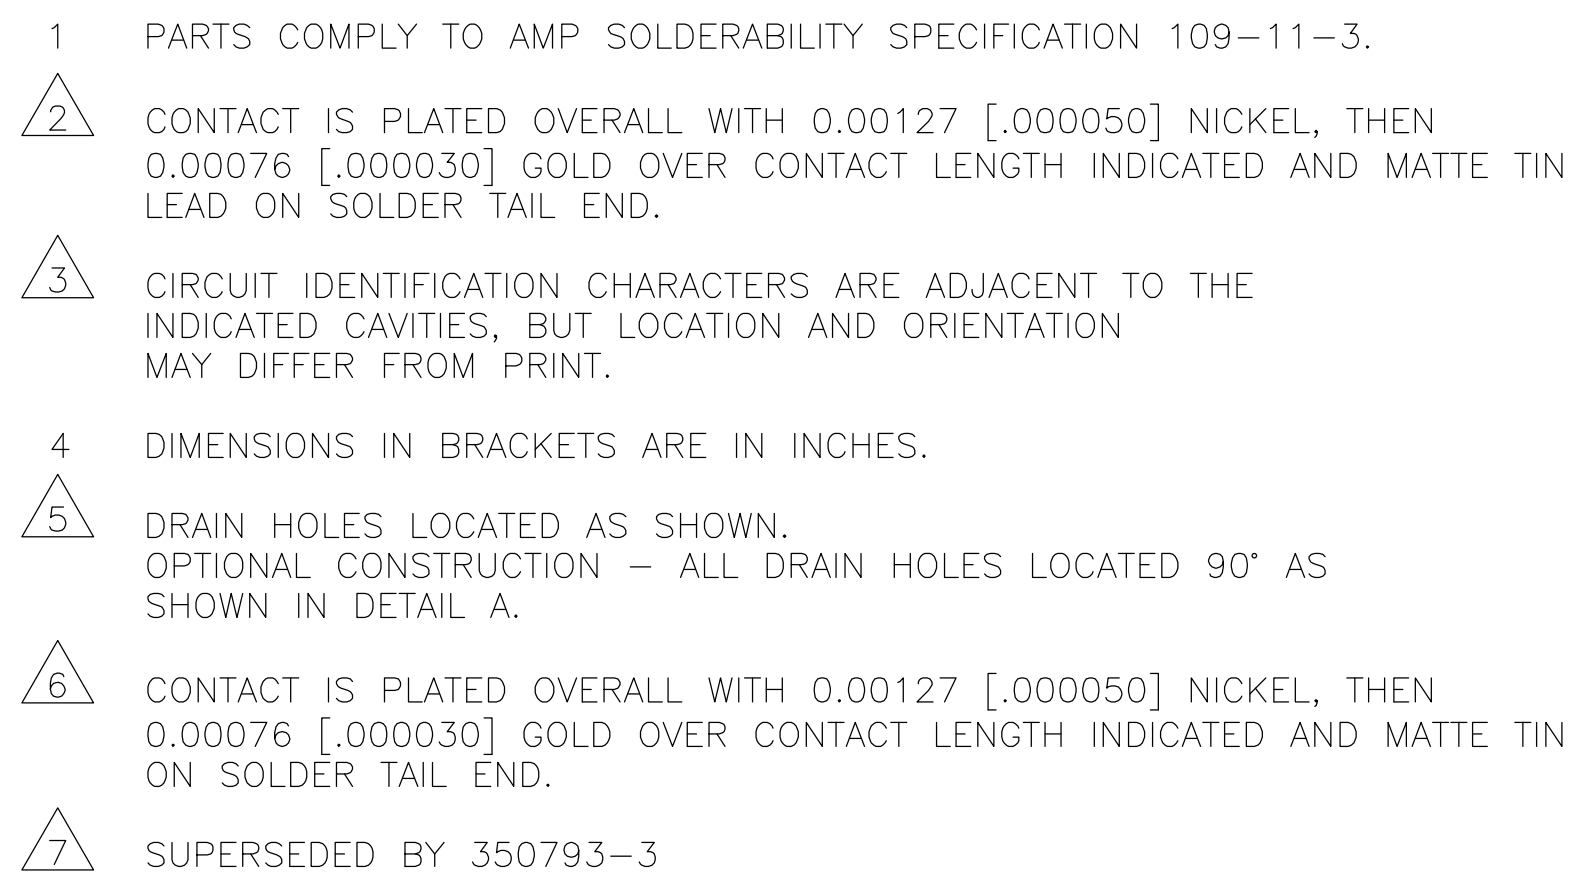 1 PARTS COMPLY TO AMP SOLDERABILITY SPECIFICATION 109-11-3.
2 CONTACT IS PLATED OVERALL WITH 0.00127 [.000050] NICKEL, THEN
0.00076 [.000030] GOLD OVER CONTACT LENGTH INDICATED AND MATTE TIN
LEAD ON SOLDER TAIL END.
3 CIRCUIT IDENTIFICATION CHARACTERS ARE ADJACENT TO THE
INDICATED CAVITIES, BUT LOCATION AND ORIENTATION
MAY DIFFER FROM PRINT.
4 DIMENSIONS IN BRACKETS ARE IN INCHES.
5 DRAIN HOLES LOCATED AS SHOWN.
OPTIONAL CONSTRUCTION – ALL DRAIN HOLES LOCATED 90° AS
SHOWN IN DETAIL A.
6 CONTACT IS PLATED OVERALL WITH 0.00127 [.000050] NICKEL, THEN
0.00076 [.000030] GOLD OVER CONTACT LENGTH INDICATED AND MATTE TIN
ON SOLDER TAIL END.
7 SUPERSEDED BY 350793-3